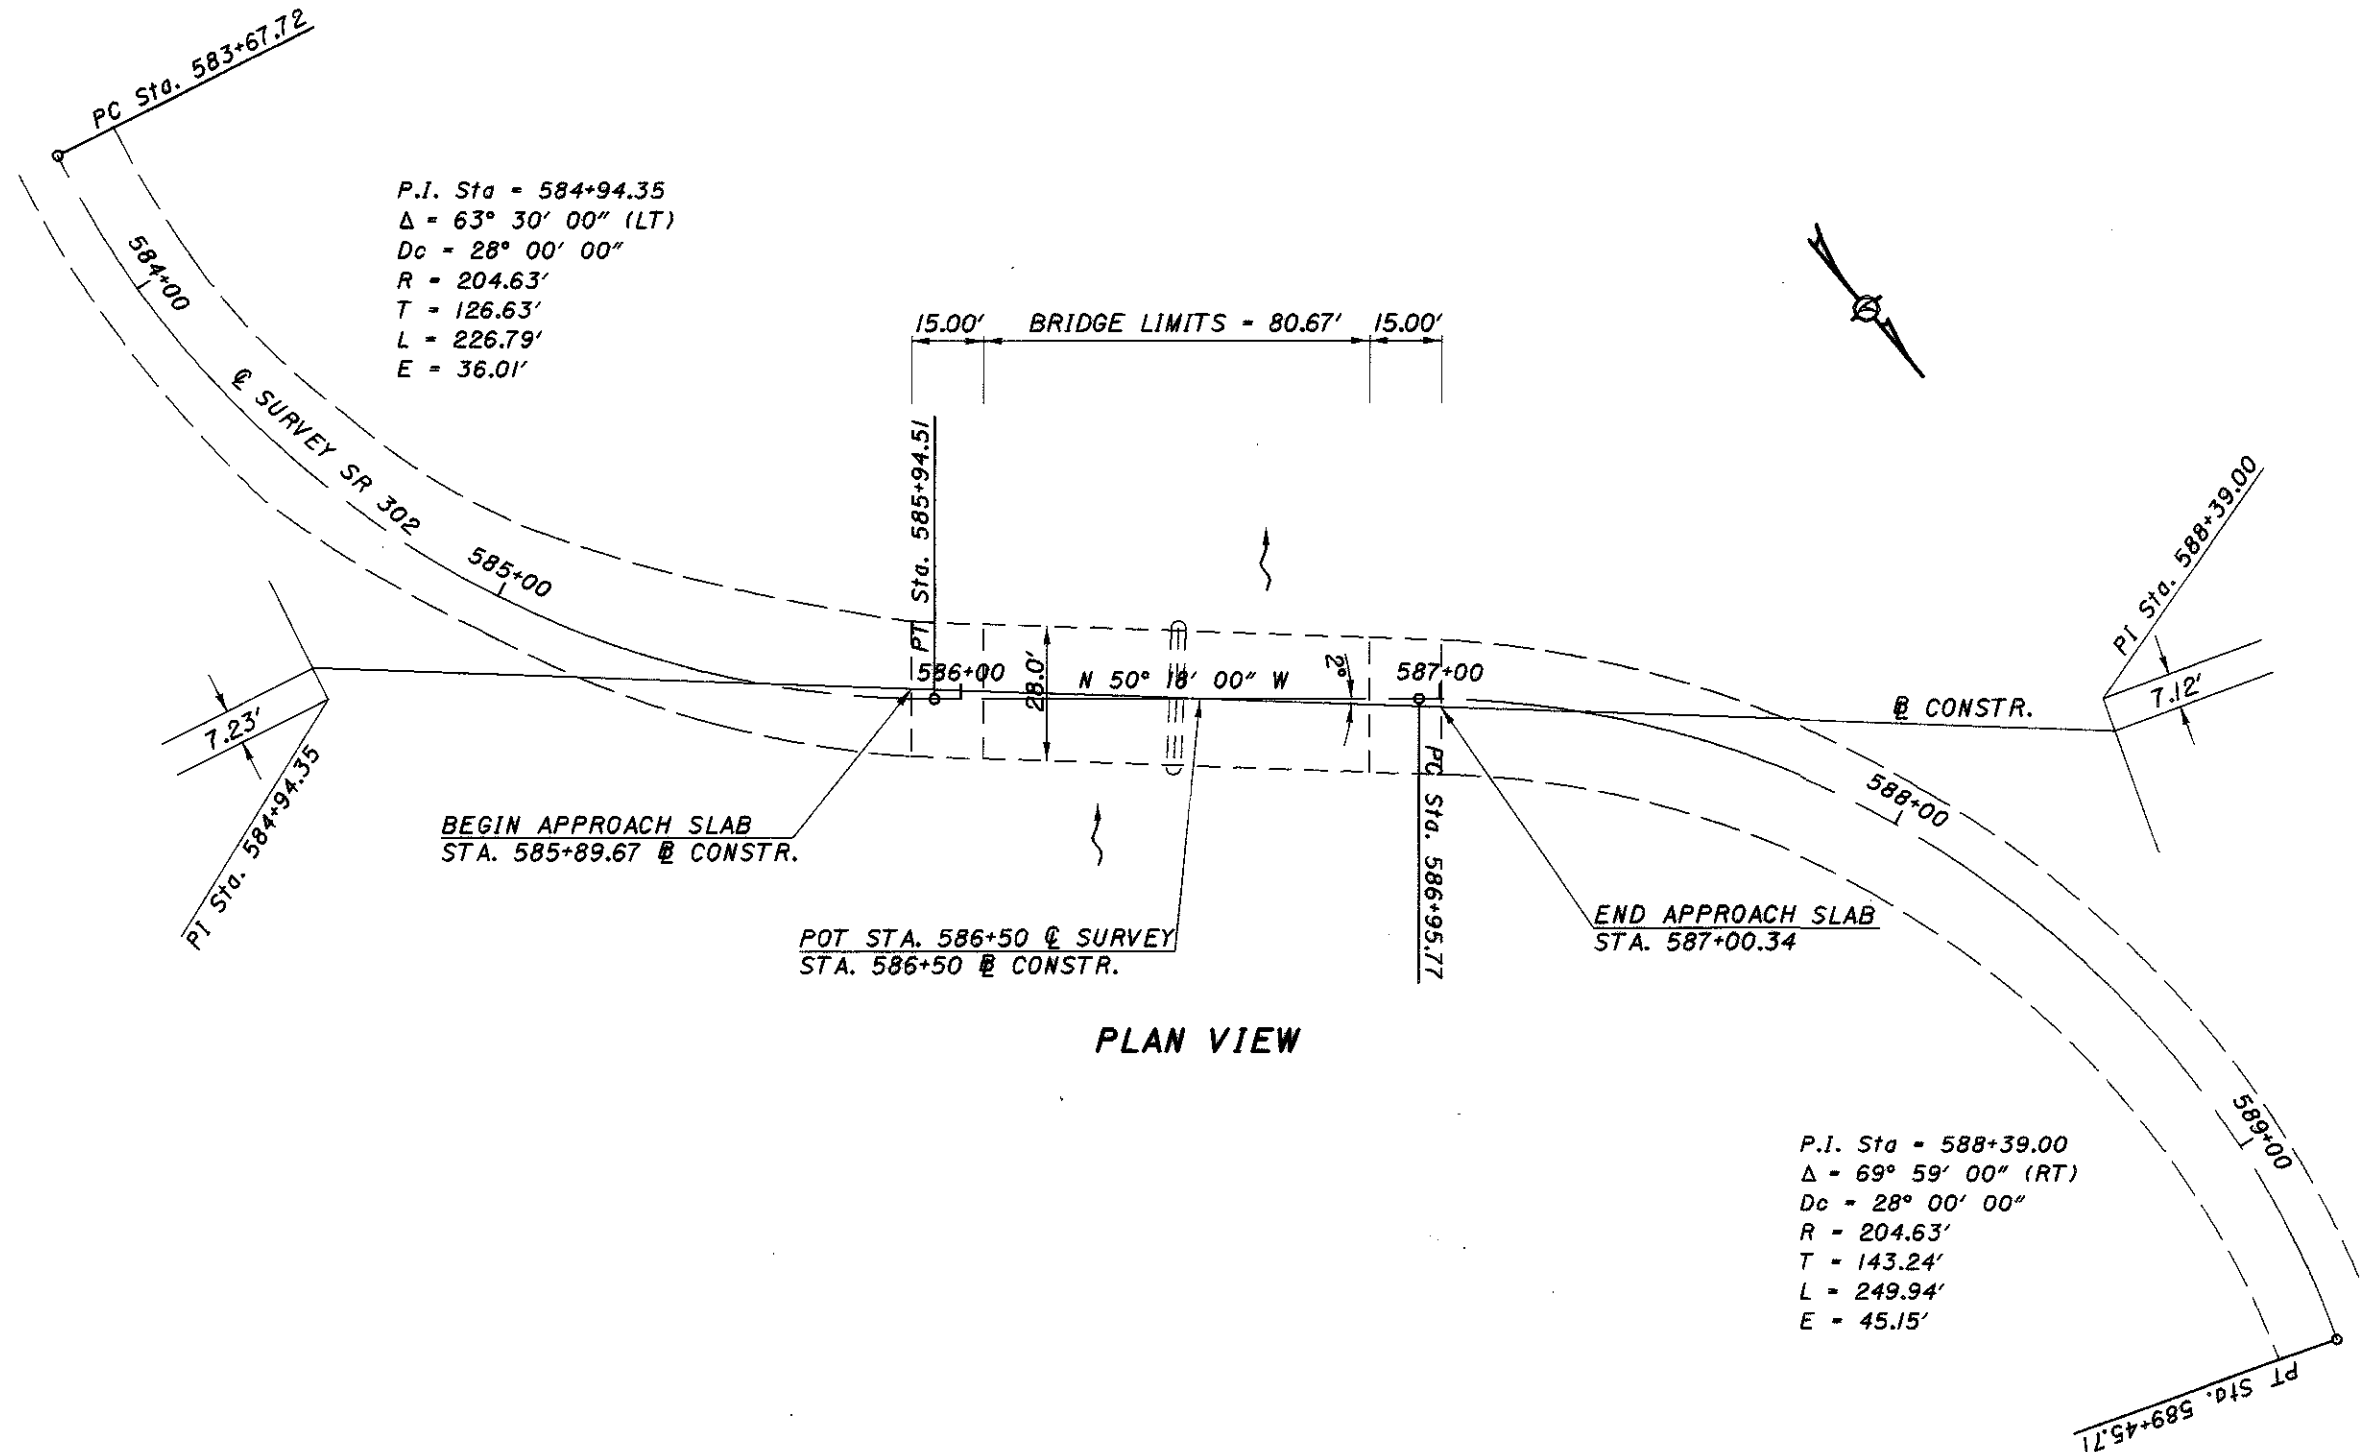 PC Sta. 583+67.72
P.I. Sta = 584+94.35
Δ = 63° 30' 00" (LT)
Dc = 28° 00' 00"
R = 204.63'
T = 126.63'
L = 226.79'
E = 36.01'
584+00
℄ SURVEY SR 302
585+00
15.00'
BRIDGE LIMITS = 80.67'
15.00'
PT Sta. 585+94.51
586+00
28.0'
N 50° 18' 00" W
2°
587+00
PI Sta. 588+39.00
7.12'
7.23'
PI Sta. 584+94.35
℄ CONSTR.
588+00
BEGIN APPROACH SLAB
STA. 585+89.67 ℄ CONSTR.
PC Sta. 586+95.77
POT STA. 586+50 ℄ SURVEY
STA. 586+50 ℄ CONSTR.
END APPROACH SLAB
STA. 587+00.34
PLAN VIEW
589+00
P.I. Sta = 588+39.00
Δ = 69° 59' 00" (RT)
Dc = 28° 00' 00"
R = 204.63'
T = 143.24'
L = 249.94'
E = 45.15'
PT Sta. 589+45.71